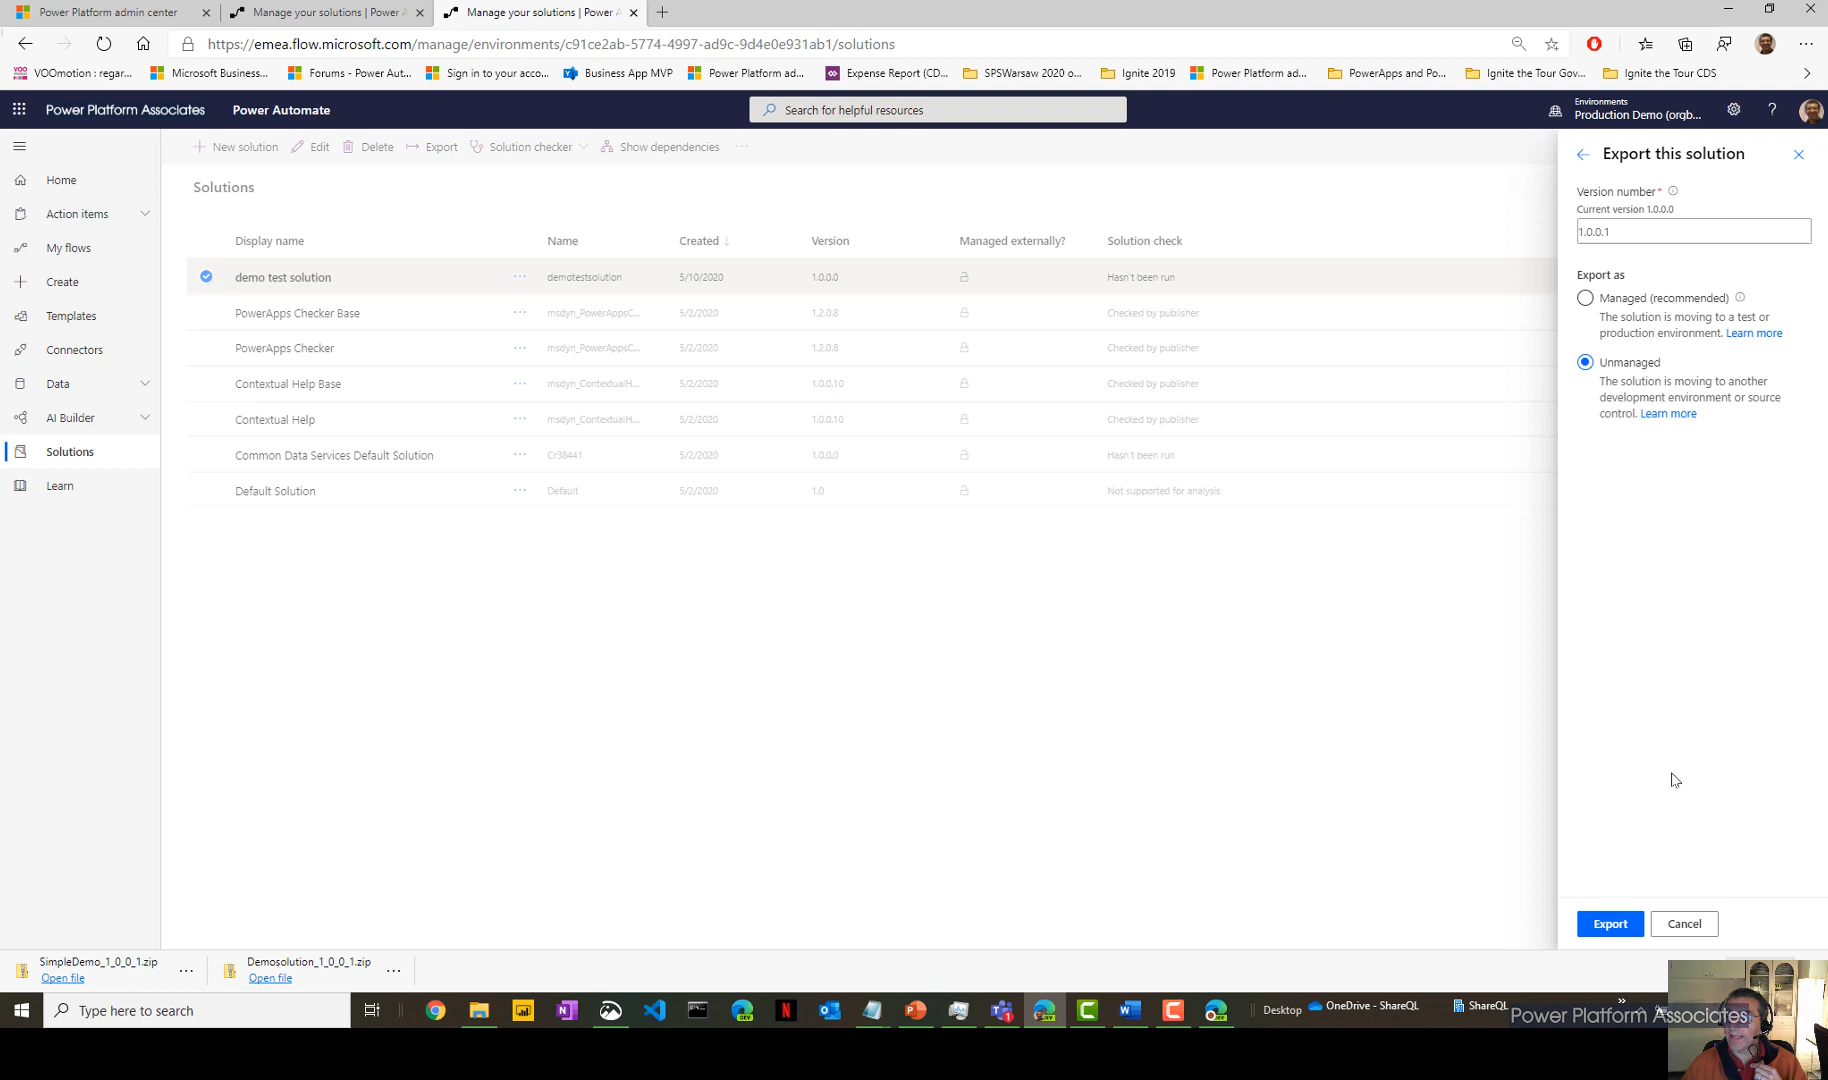 Power Platform admin center
Manage your solutions | Power A
Manage your solutions | Power A
https://emea.flow.microsoft.com/manage/environments/c91ce2ab-5774-4997-ad9c-9d4e0e931ab1/solutions
VOOmotion : regar...
Microsoft Business...
Forums - Power Aut...
Sign in to your acco...
Business App MVP
Power Platform ad...
Expense Report (CD...
SPSWarsaw 2020 o...
Ignite 2019
Power Platform ad...
PowerApps and Po...
Ignite the Tour Gov...
Ignite the Tour CDS
Power Platform Associates
Power Automate
Search for helpful resources
Environments
Production Demo (orgb...
Home
Action items
My flows
Create
Templates
Connectors
Data
AI Builder
Solutions
Learn
New solution
Edit
Delete
Export
Solution checker
Show dependencies
Solutions
Display name Name Created Version Managed externally? Solution check
demo test solution demotestsolution 5/10/2020 1.0.0.0 Hasn't been run
PowerApps Checker Base msdyn_PowerAppsC... 5/2/2020 1.2.0.8 Checked by publisher
PowerApps Checker msdyn_PowerAppsC... 5/2/2020 1.2.0.8 Checked by publisher
Contextual Help Base msdyn_ContextualH... 5/2/2020 1.0.0.10 Checked by publisher
Contextual Help msdyn_ContextualH... 5/2/2020 1.0.0.10 Checked by publisher
Common Data Services Default Solution Cr38441 5/2/2020 1.0.0.0 Hasn't been run
Default Solution Default 5/2/2020 1.0 Not supported for analysis
Export this solution
Version number*
Current version 1.0.0.0
1.0.0.1
Export as
Managed (recommended)
The solution is moving to a test or
production environment. Learn more
Unmanaged
The solution is moving to another
development environment or source
control. Learn more
Export
Cancel
SimpleDemo_1_0_0_1.zip
Open file
Demosolution_1_0_0_1.zip
Open file
Type here to search
Desktop
OneDrive - ShareQL
ShareQL
Power Platform Associates